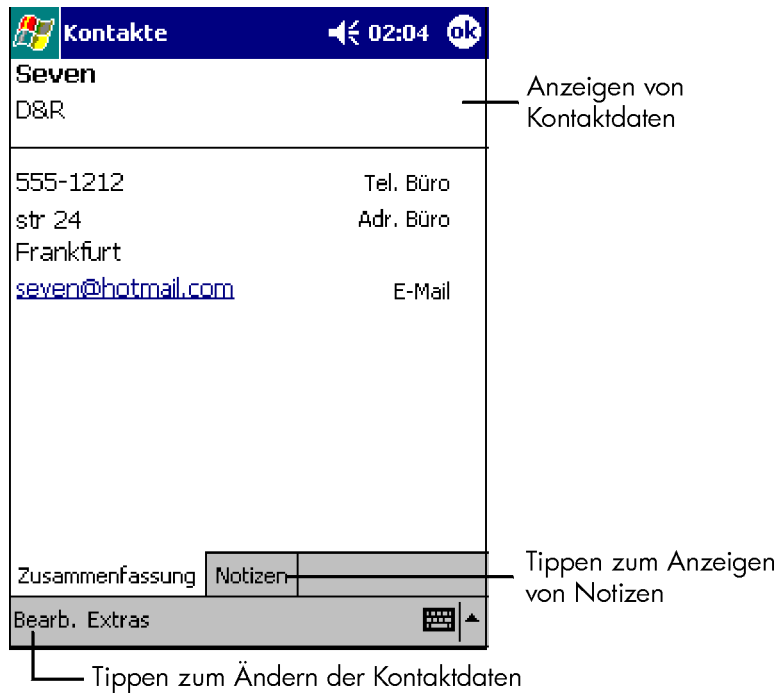 Kontakte 02:04 ok
Seven
D&R
Anzeigen von
Kontaktdaten
555-1212 Tel. Büro
str 24 Adr. Büro
Frankfurt
seven@hotmail.com E-Mail
Zusammenfassung Notizen
Tippen zum Anzeigen
von Notizen
Bearb. Extras
Tippen zum Ändern der Kontaktdaten